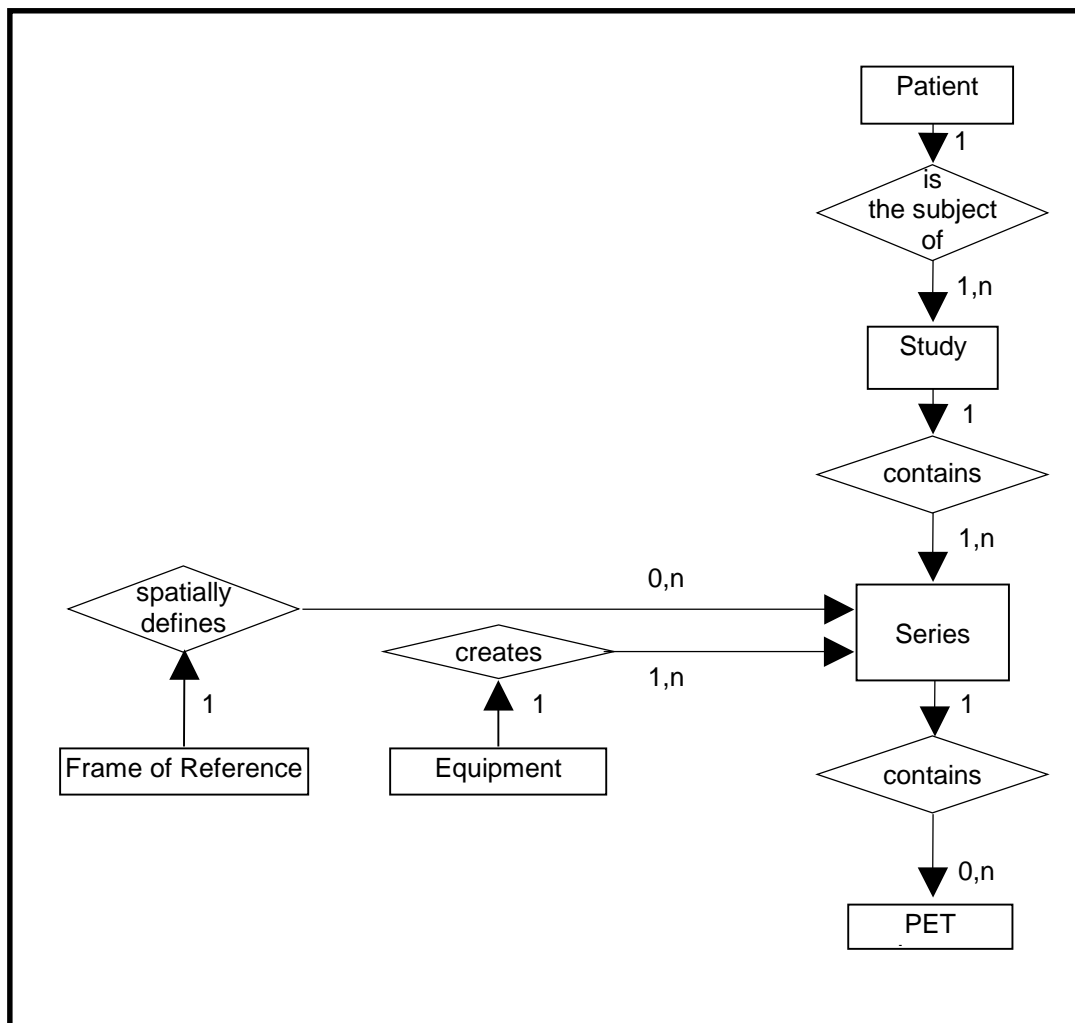 Patient
1
is
the subject
of
1,n
Study
1
contains
1,n
spatially
defines
0,n
Series
creates
1,n
1
1
1
Frame of Reference
Equipment
contains
0,n
PET